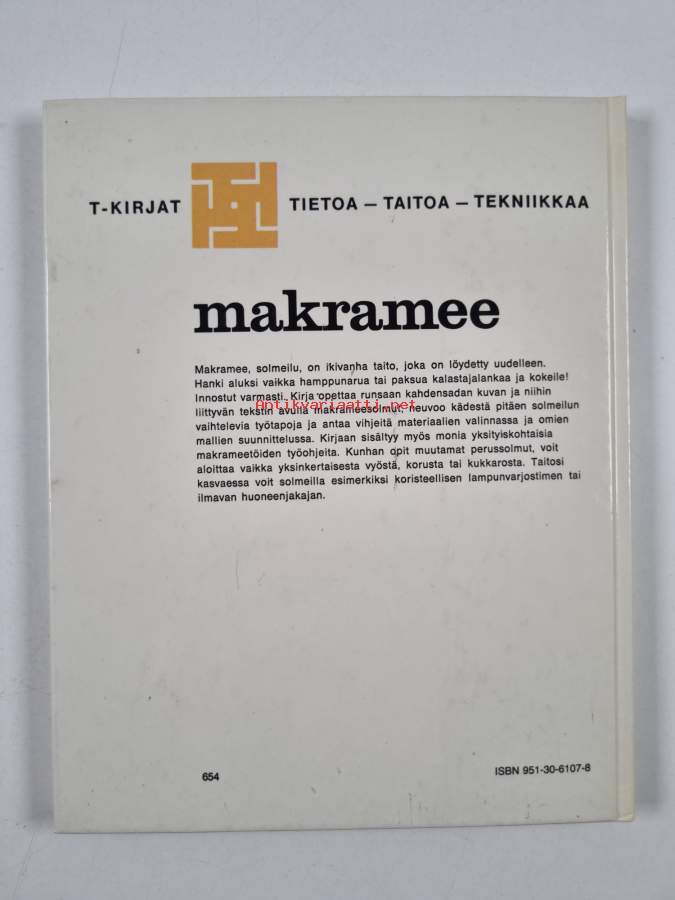 T-KIRJAT TIETOA – TAITOA – TEKNIIKKAA
makramee
Makramee, solmeilu, on ikivanha taito, joka on löydetty uudelleen.
Hanki aluksi vaikka hamppunarua tai paksua kalastajalankaa ja kokeile!
Innostut varmasti. Kirja opettaa runsaan kahdensadan kuvan ja niihin
Antikvariaatti.net
liittyvän tekstin avulla makrameesolmut, neuvoo kädestä pitäen solmeilun
vaihtelevia työtapoja ja antaa vihjeitä materiaalien valinnassa ja omien
mallien suunnittelussa. Kirjaan sisältyy myös monia yksityiskohtaisia
makrameetöiden työohjeita. Kunhan opit muutamat perussolmut, voit
aloittaa vaikka yksinkertaisesta vyöstä, korusta tai kukkarosta. Taitosi
kasvaessa voit solmeilla esimerkiksi koristeellisen lampunvarjostimen tai
ilmavan huoneenjakajan.
654 ISBN 951-30-6107-8